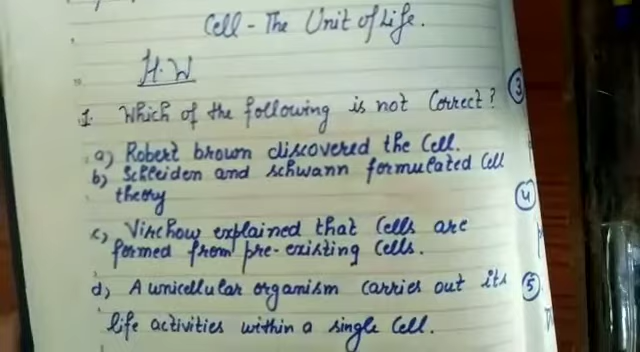 Cell - The Unit of Life.
H.W
1. Which of the following is not Correct?
a) Robert brown discovered the Cell.
b) Schleiden and Schwann formulated Cell
theory
c) Virchow explained that Cells are
formed from pre-existing Cells.
d) A unicellular organism carries out its
life activities within a single Cell.
3
4
5